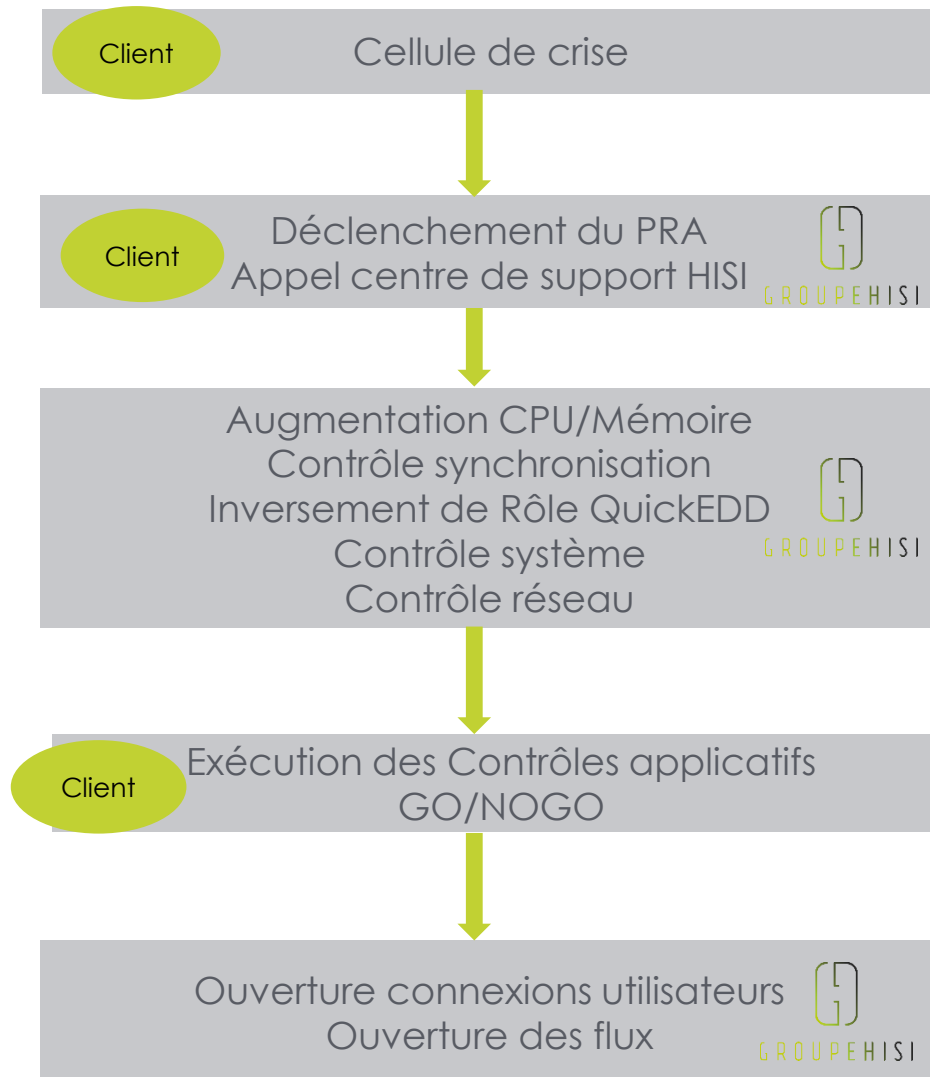 Client
Cellule de crise
Client
Déclenchement du PRA
Appel centre de support HISI
GROUPEHISI
Augmentation CPU/Mémoire
Contrôle synchronisation
Inversement de Rôle QuickEDD
Contrôle système
Contrôle réseau
GROUPEHISI
Client
Exécution des Contrôles applicatifs
GO/NOGO
Ouverture connexions utilisateurs
Ouverture des flux
GROUPEHISI